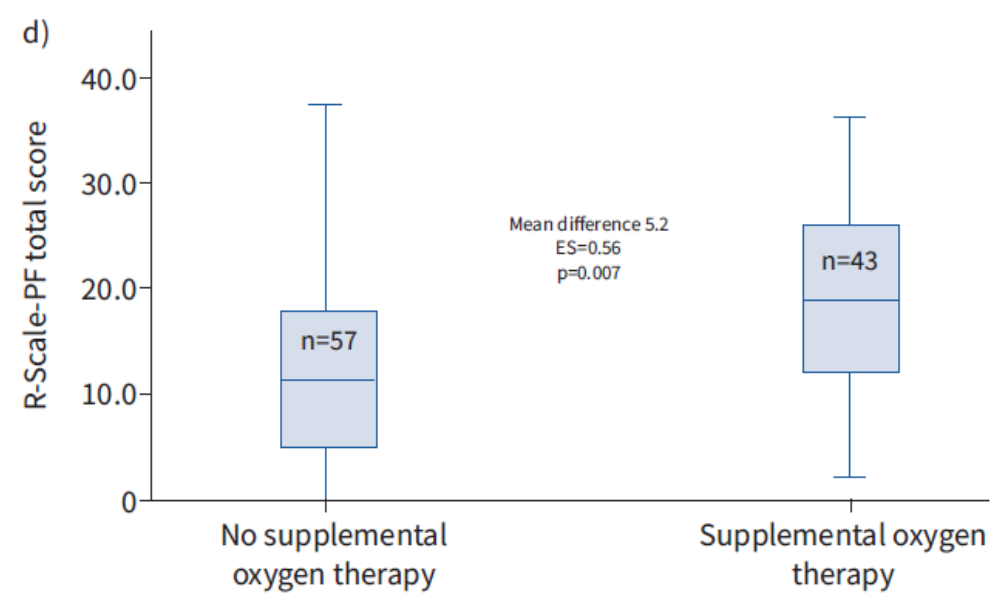 d)
R-Scale-PF total score
40.0
30.0
20.0
10.0
0
n=57
Mean difference 5.2
ES=0.56
p=0.007
n=43
No supplemental
oxygen therapy
Supplemental oxygen
therapy